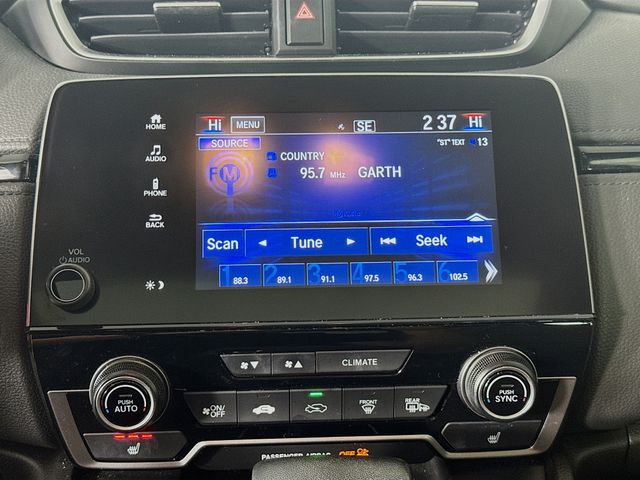 HOME
AUDIO
PHONE
BACK
VOL
AUDIO
Hi MENU SE 2 37 Hi
SOURCE "ST" TEXT 13
COUNTRY
FM 95.7 MHz GARTH
Scan Tune Seek
1 88.3 2 89.1 3 91.1 4 97.5 5 96.3 6 102.5
CLIMATE
PUSH AUTO
ON/ OFF
FRONT
REAR
PUSH SYNC
PASSENGER AIRBAG OFF